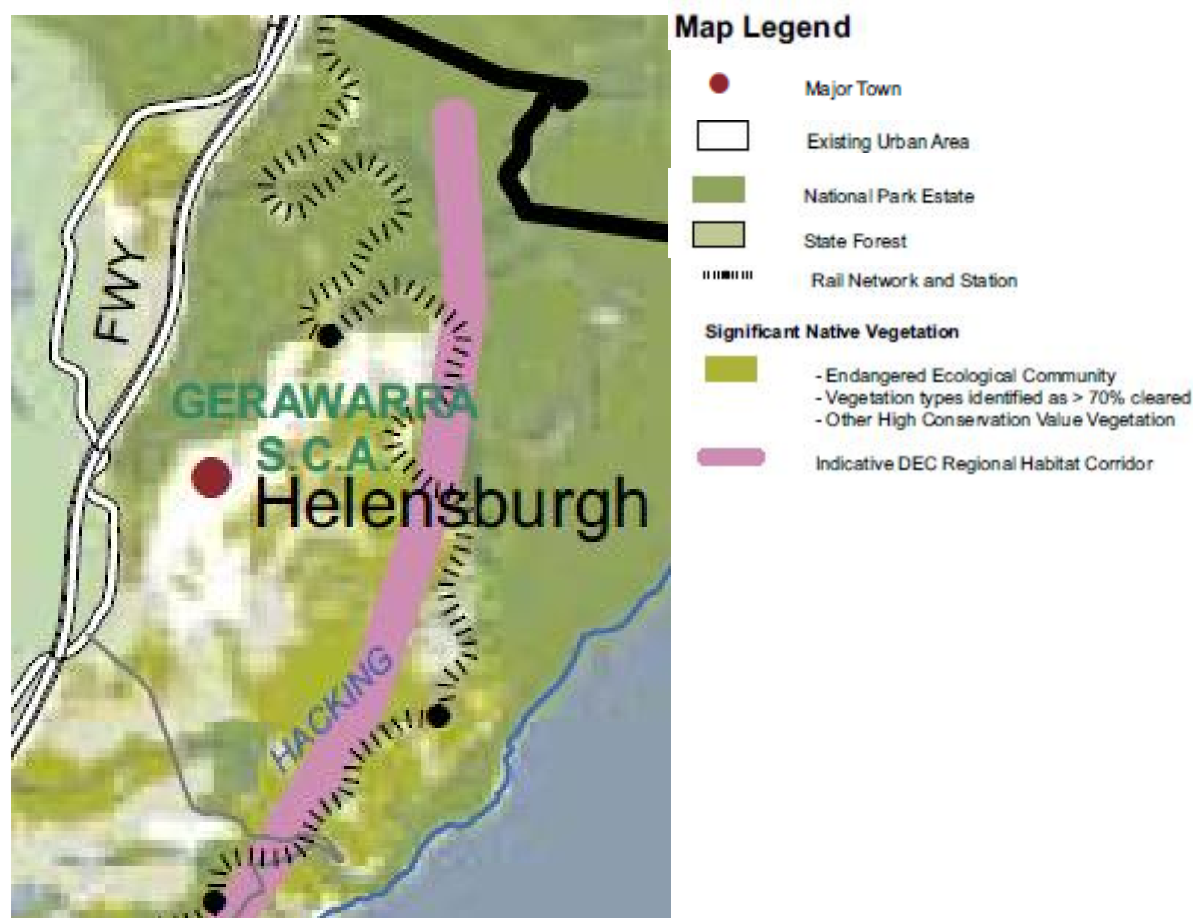 FWY
GERAWARRA
S.C.A.
Helensburgh
HACKING
Map Legend
Major Town
Existing Urban Area
National Park Estate
State Forest
Rail Network and Station
Significant Native Vegetation
- Endangered Ecological Community
- Vegetation types identified as > 70% cleared
- Other High Conservation Value Vegetation
Indicative DEC Regional Habitat Corridor